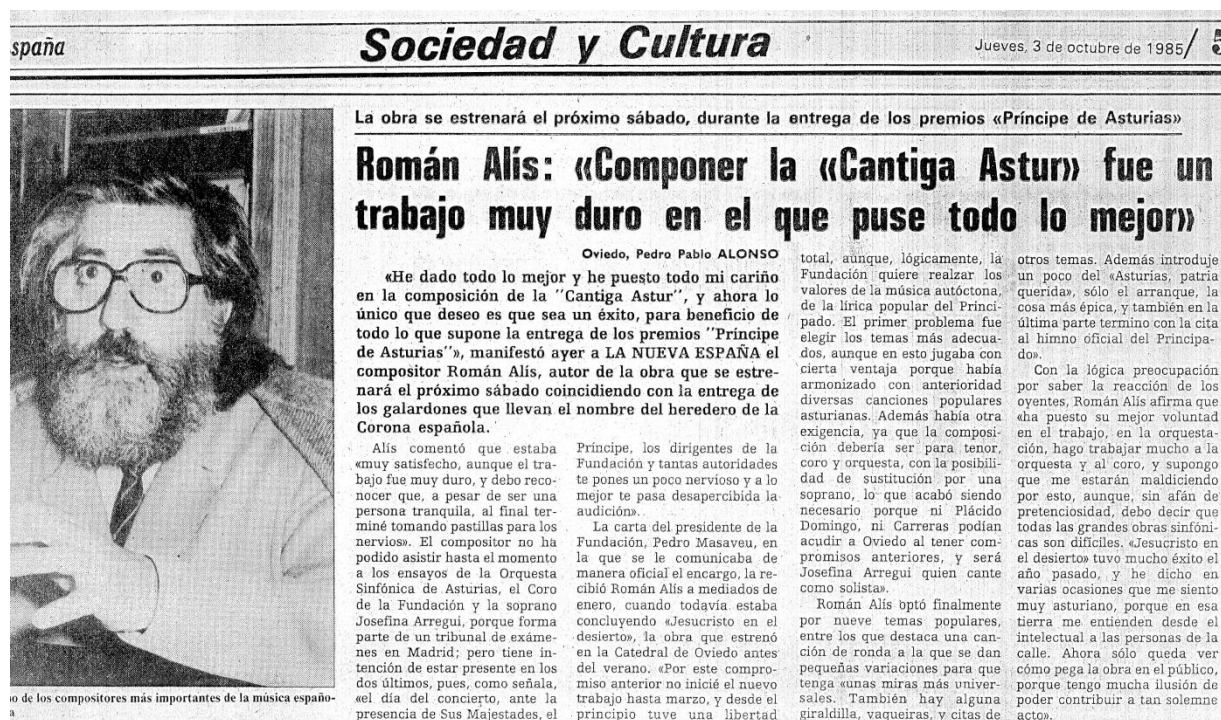 spaña
Sociedad y Cultura
Jueves, 3 de octubre de 1985/ 5
La obra se estrenará el próximo sábado, durante la entrega de los premios «Príncipe de Asturias»
Román Alís: «Componer la «Cantiga Astur» fue un
trabajo muy duro en el que puse todo lo mejor»
Oviedo, Pedro Pablo ALONSO
«He dado todo lo mejor y he puesto todo mi cariño
en la composición de la "Cantiga Astur", y ahora lo
único que deseo es que sea un éxito, para beneficio de
todo lo que supone la entrega de los premios "Príncipe
de Asturias"», manifestó ayer a LA NUEVA ESPAÑA el
compositor Román Alís, autor de la obra que se estre-
nará el próximo sábado coincidiendo con la entrega de
los galardones que llevan el nombre del heredero de la
Corona española.
Alís comentó que estaba
«muy satisfecho, aunque el tra-
bajo fue muy duro, y debo reco-
nocer que, a pesar de ser una
persona tranquila, al final ter-
miné tomando pastillas para los
nervios». El compositor no ha
podido asistir hasta el momento
a los ensayos de la Orquesta
Sinfónica de Asturias, el Coro
de la Fundación y la soprano
Josefina Arregui, porque forma
parte de un tribunal de exáme-
nes en Madrid; pero tiene in-
tención de estar presente en los
dos últimos, pues, como señala,
«el día del concierto, ante la
presencia de Sus Majestades, el
Príncipe, los dirigentes de la
Fundación y tantas autoridades
te pones un poco nervioso y a lo
mejor te pasa desapercibida la
audición».
La carta del presidente de la
Fundación, Pedro Masaveu, en
la que se le comunicaba de
manera oficial el encargo, la re-
cibió Román Alís a mediados de
enero, cuando todavía estaba
concluyendo «Jesucristo en el
desierto», la obra que estrenó
en la Catedral de Oviedo antes
del verano. «Por este compro-
miso anterior no inicié el nuevo
trabajo hasta marzo, y desde el
principio tuve una libertad
total, aunque, lógicamente, la
Fundación quiere realzar los
valores de la música autóctona,
de la lírica popular del Princi-
pado. El primer problema fue
elegir los temas más adecua-
dos, aunque en esto jugaba con
cierta ventaja porque había
armonizado con anterioridad
diversas canciones populares
asturianas. Además había otra
exigencia, ya que la composi-
ción debería ser para tenor,
coro y orquesta, con la posibili-
dad de sustitución por una
soprano, lo que acabó siendo
necesario porque ni Plácido
Domingo, ni Carreras podían
acudir a Oviedo al tener com-
promisos anteriores, y será
Josefina Arregui quien cante
como solista».
Román Alís optó finalmente
por nueve temas populares,
entre los que destaca una can-
ción de ronda a la que se dan
pequeñas variaciones para que
tenga «unas miras más univer-
sales. También hay alguna
giraldilla, vaqueiras, y citas de
otros temas. Además introduje
un poco del «Asturias, patria
querida», sólo el arranque, la
cosa más épica, y también en la
última parte termino con la cita
al himno oficial del Principa-
do».
Con la lógica preocupación
por saber la reacción de los
oyentes, Román Alís afirma que
«ha puesto su mejor voluntad
en el trabajo, en la orquesta-
ción, hago trabajar mucho a la
orquesta y al coro, y supongo
que me estarán maldiciendo
por esto, aunque, sin afán de
pretenciosidad, debo decir que
todas las grandes obras sinfóni-
cas son difíciles. «Jesucristo en
el desierto» tuvo mucho éxito el
año pasado, y he dicho en
varias ocasiones que me siento
muy asturiano, porque en esa
tierra me entienden desde el
intelectual a las personas de la
calle. Ahora sólo queda ver
cómo pega la obra en el público,
porque tengo mucha ilusión de
poder contribuir a tan solemne
acto».
o de los compositores más importantes de la música españo-
a